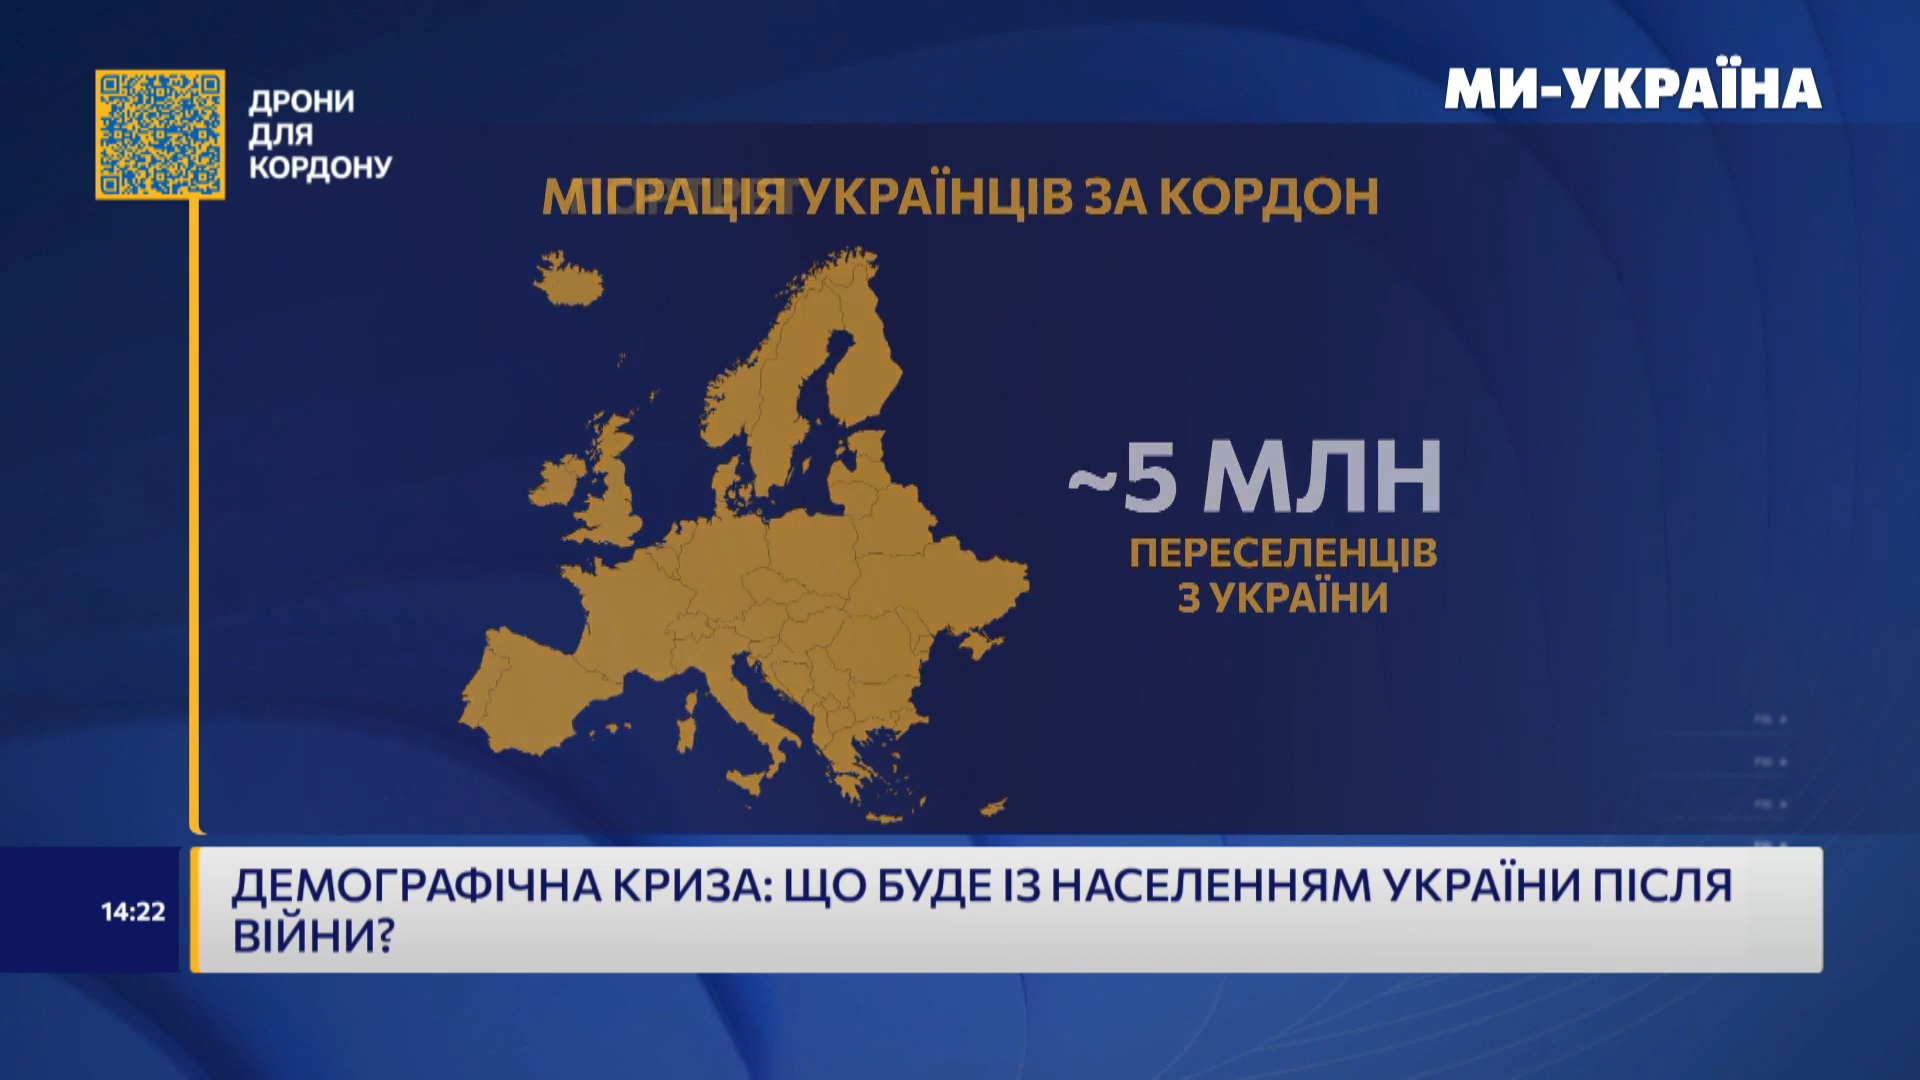 ДРОНИ
ДЛЯ
КОРДОНУ
МИ-УКРАЇНА
МІГРАЦІЯ УКРАЇНЦІВ ЗА КОРДОН
~5 МЛН
ПЕРЕСЕЛЕНЦІВ
З УКРАЇНИ
14:22
ДЕМОГРАФІЧНА КРИЗА: ЩО БУДЕ ІЗ НАСЕЛЕННЯМ УКРАЇНИ ПІСЛЯ
ВІЙНИ?